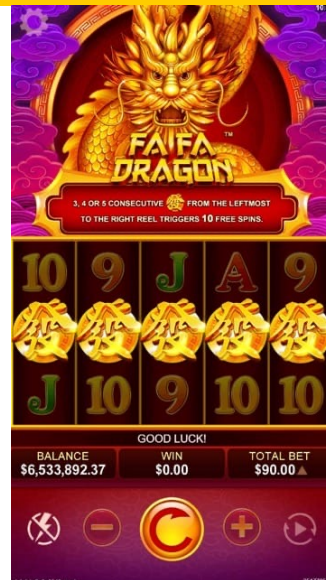 FA FA
DRAGON™
3, 4 OR 5 CONSECUTIVE 發 FROM THE LEFTMOST
TO THE RIGHT REEL TRIGGERS 10 FREE SPINS.
10 9 J A 9
發 發 發 發 發
J 10 9 10 10
GOOD LUCK!
BALANCE WIN TOTAL BET
$6,533,892.37 $0.00 $90.00